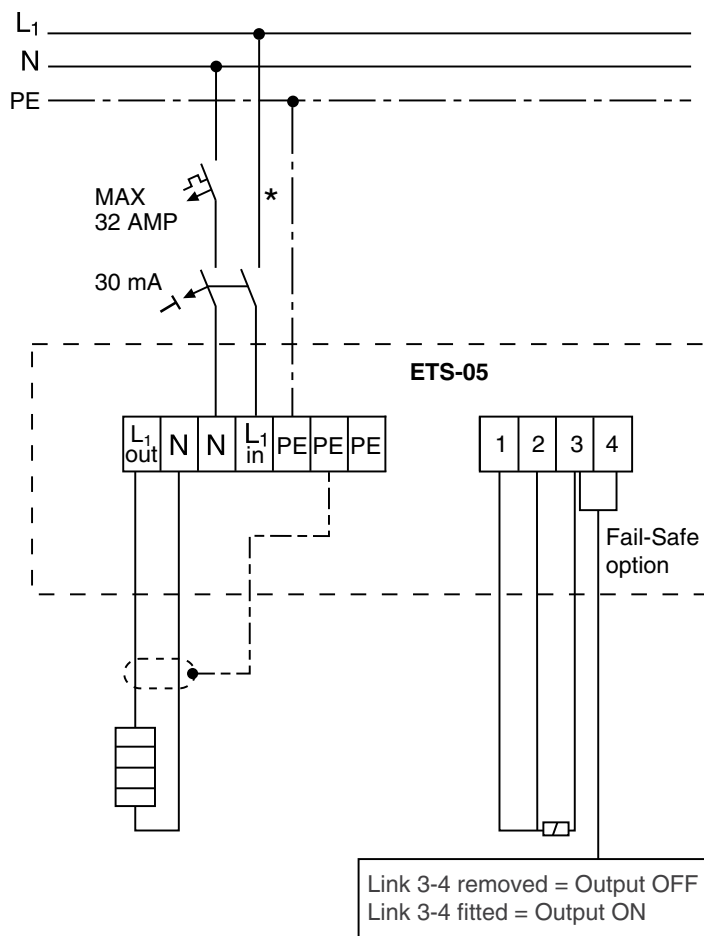 L1
N
PE
MAX
32 AMP
*
30 mA
ETS-05
L1 out N N L1 in PE PE PE
1 2 3 4
Fail-Safe
option
Link 3-4 removed = Output OFF
Link 3-4 fitted = Output ON